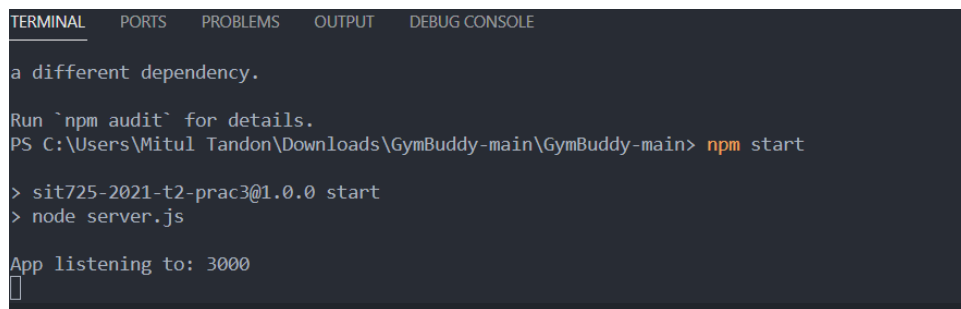 TERMINAL PORTS PROBLEMS OUTPUT DEBUG CONSOLE
a different dependency.
Run `npm audit` for details.
PS C:\Users\Mitul Tandon\Downloads\GymBuddy-main\GymBuddy-main> npm start
> sit725-2021-t2-prac3@1.0.0 start
> node server.js
App listening to: 3000